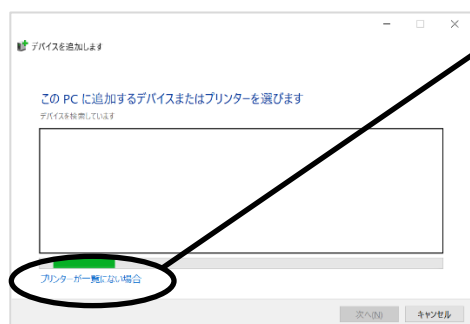 デバイスを追加します
この PC に追加するデバイスまたはプリンターを選びます
デバイスを検索しています
プリンターが一覧にない場合
次へ(N)
キャンセル